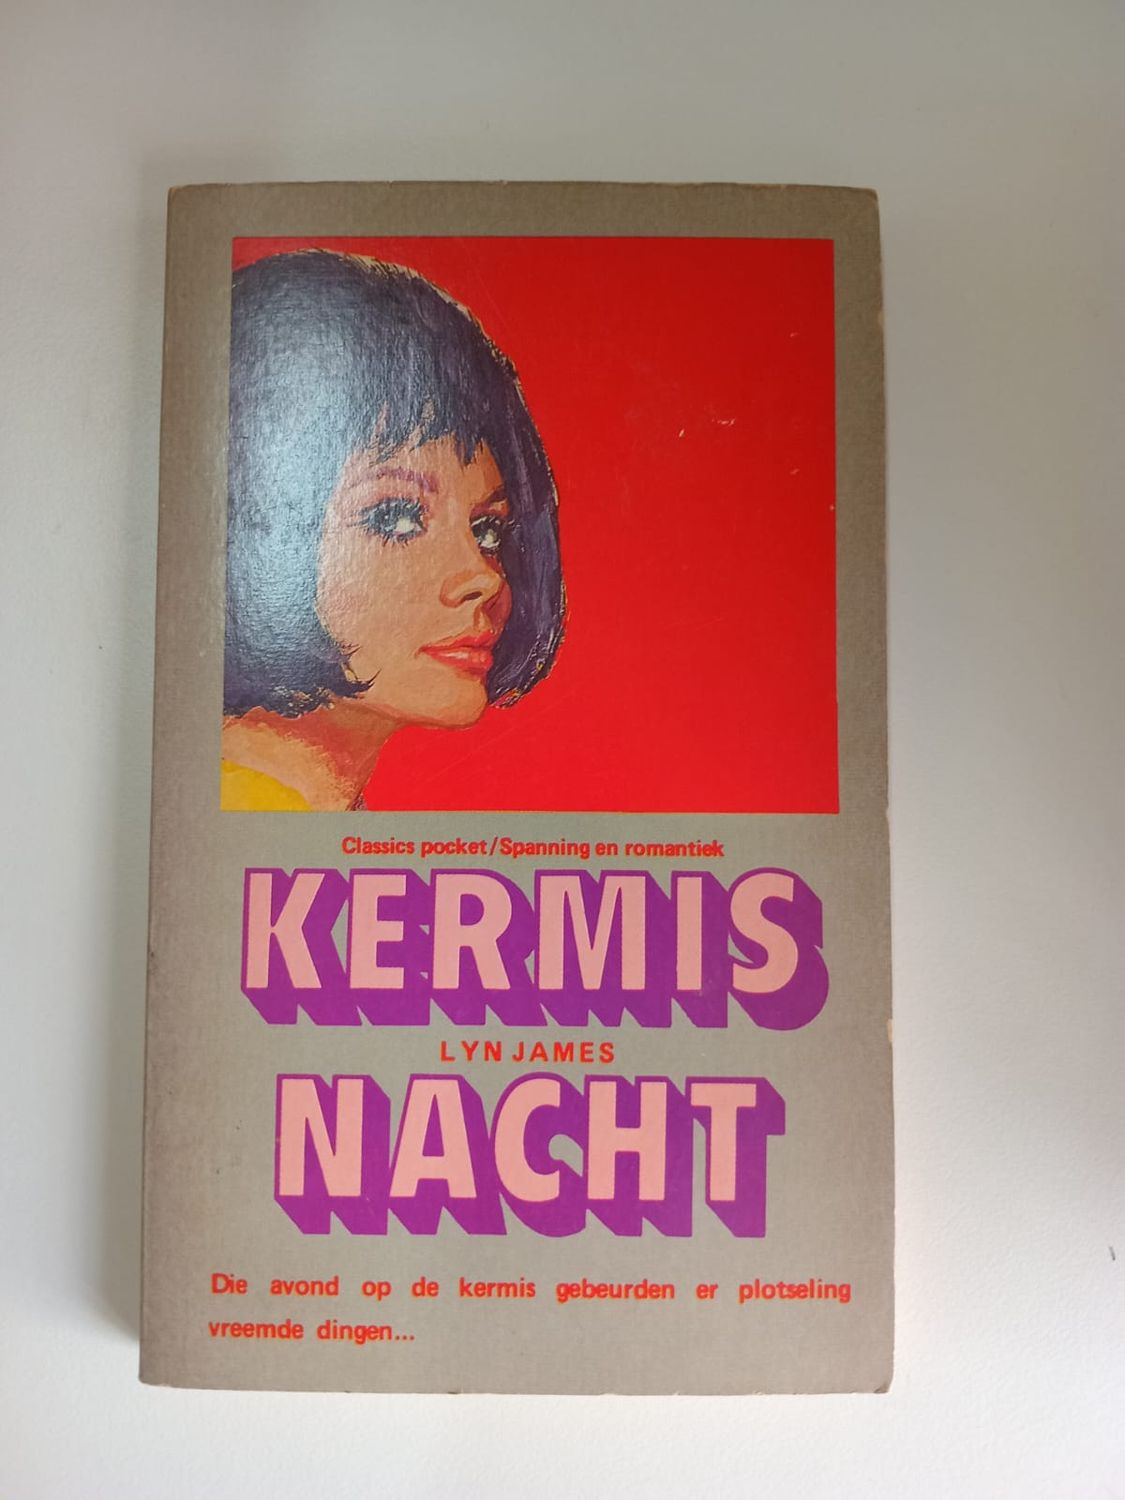 Classics pocket/Spanning en romantiek
KERMIS
LYN JAMES
NACHT
Die avond op de kermis gebeurden er plotseling
vreemde dingen...